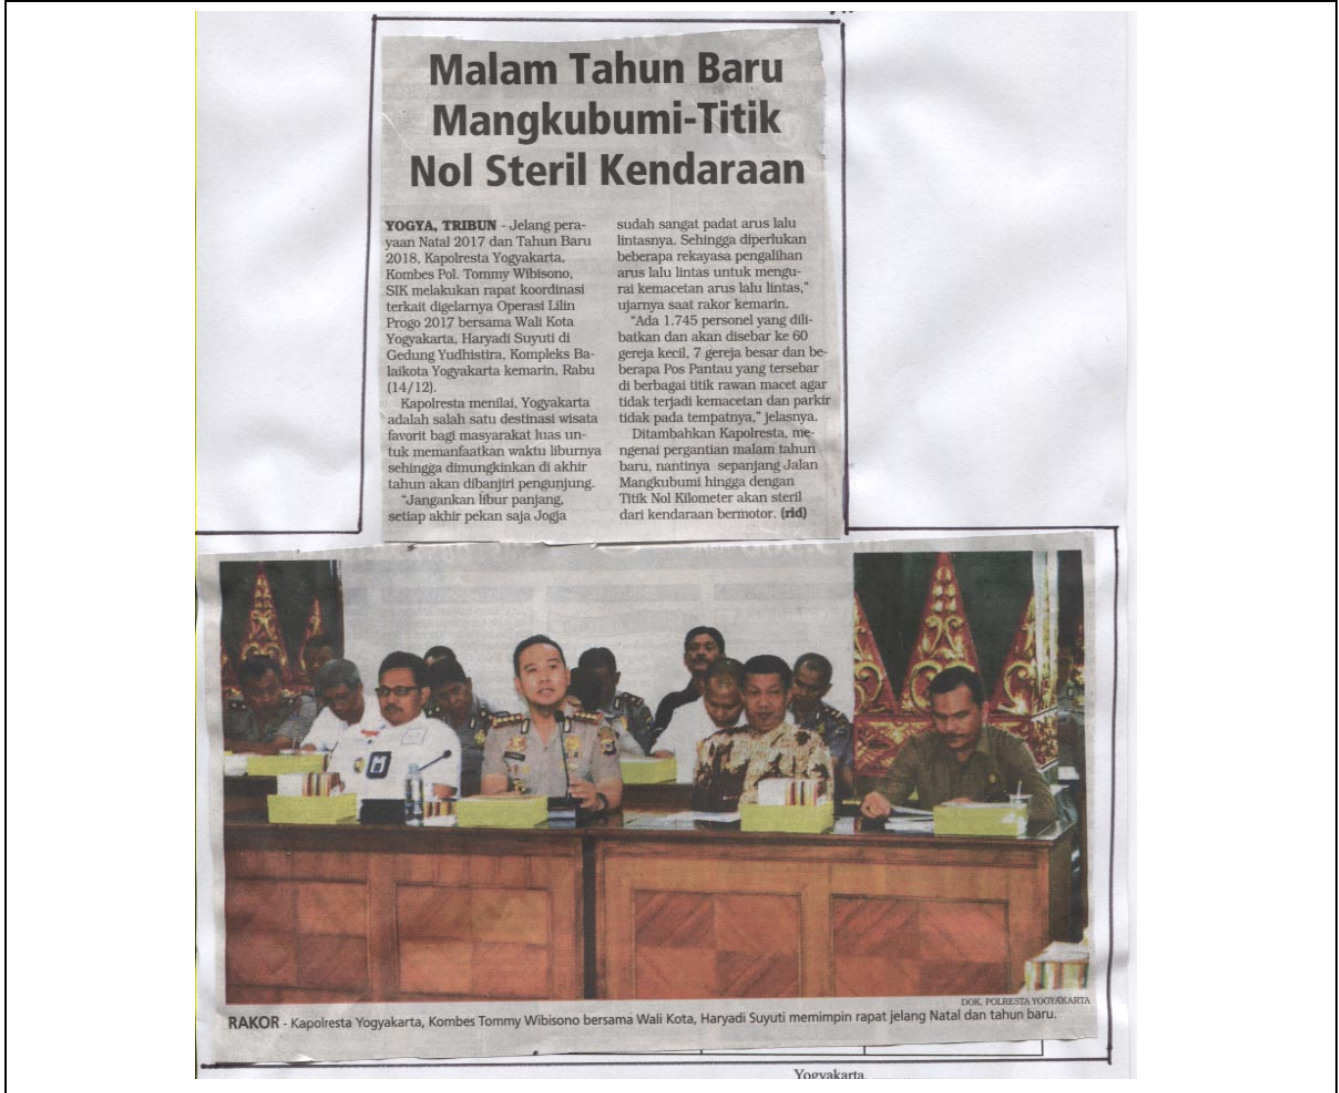 Malam Tahun Baru
Mangkubumi-Titik
Nol Steril Kendaraan
YOGYA, TRIBUN - Jelang pera-
yaan Natal 2017 dan Tahun Baru
2018, Kapolresta Yogyakarta,
Kombes Pol. Tommy Wibisono,
SIK melakukan rapat koordinasi
terkait digelarnya Operasi Lilin
Progo 2017 bersama Wali Kota
Yogyakarta, Haryadi Suyuti di
Gedung Yudhistira, Kompleks Ba-
laikota Yogyakarta kemarin, Rabu
(14/12).
Kapolresta menilai, Yogyakarta
adalah salah satu destinasi wisata
favorit bagi masyarakat luas un-
tuk memanfaatkan waktu liburnya
sehingga dimungkinkan di akhir
tahun akan dibanjiri pengunjung.
"Jangankan libur panjang,
setiap akhir pekan saja Jogja
sudah sangat padat arus lalu
lintasnya. Sehingga diperlukan
beberapa rekayasa pengalihan
arus lalu lintas untuk mengu-
rai kemacetan arus lalu lintas,"
ujarnya saat rakor kemarin.
"Ada 1.745 personel yang dili-
batkan dan akan disebar ke 60
gereja kecil, 7 gereja besar dan be-
berapa Pos Pantau yang tersebar
di berbagai titik rawan macet agar
tidak terjadi kemacetan dan parkir
tidak pada tempatnya," jelasnya.
Ditambahkan Kapolresta, me-
ngenai pergantian malam tahun
baru, nantinya sepanjang Jalan
Mangkubumi hingga dengan
Titik Nol Kilometer akan steril
dari kendaraan bermotor. (rid)
DOK. POLRESTA YOGYAKARTA
RAKOR - Kapolresta Yogyakarta, Kombes Tommy Wibisono bersama Wali Kota, Haryadi Suyuti memimpin rapat jelang Natal dan tahun baru.
Yogyakarta,